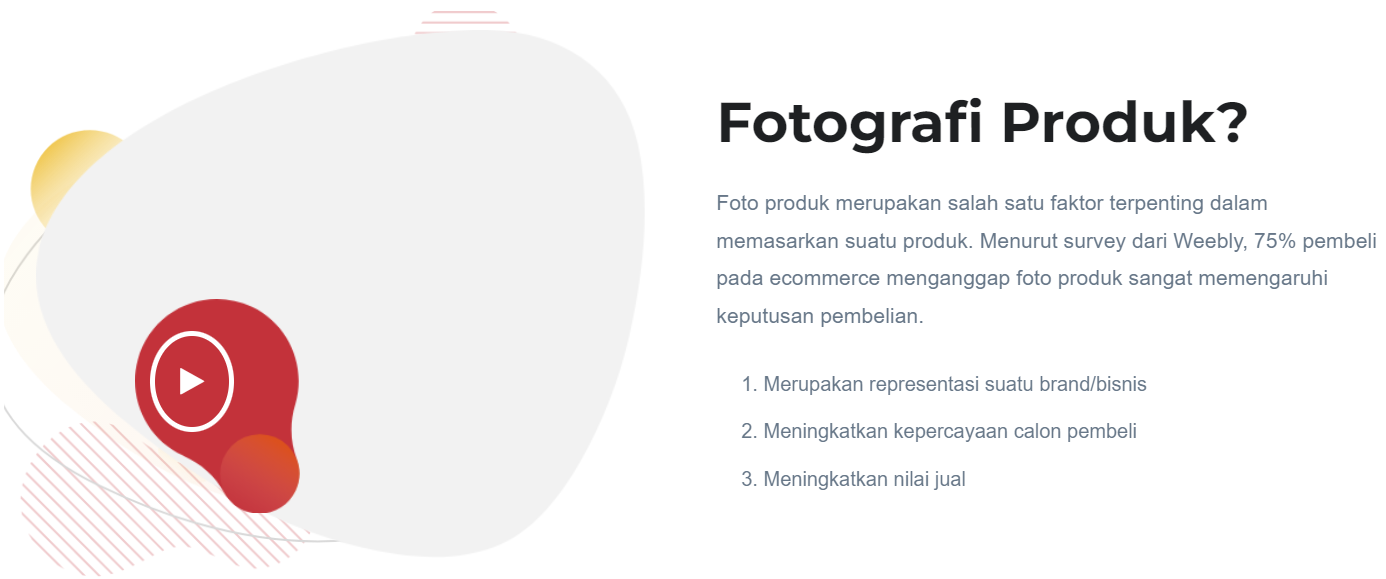 Fotografi Produk?
Foto produk merupakan salah satu faktor terpenting dalam
memasarkan suatu produk. Menurut survey dari Weebly, 75% pembeli
pada ecommerce menganggap foto produk sangat memengaruhi
keputusan pembelian.
1. Merupakan representasi suatu brand/bisnis
2. Meningkatkan kepercayaan calon pembeli
3. Meningkatkan nilai jual